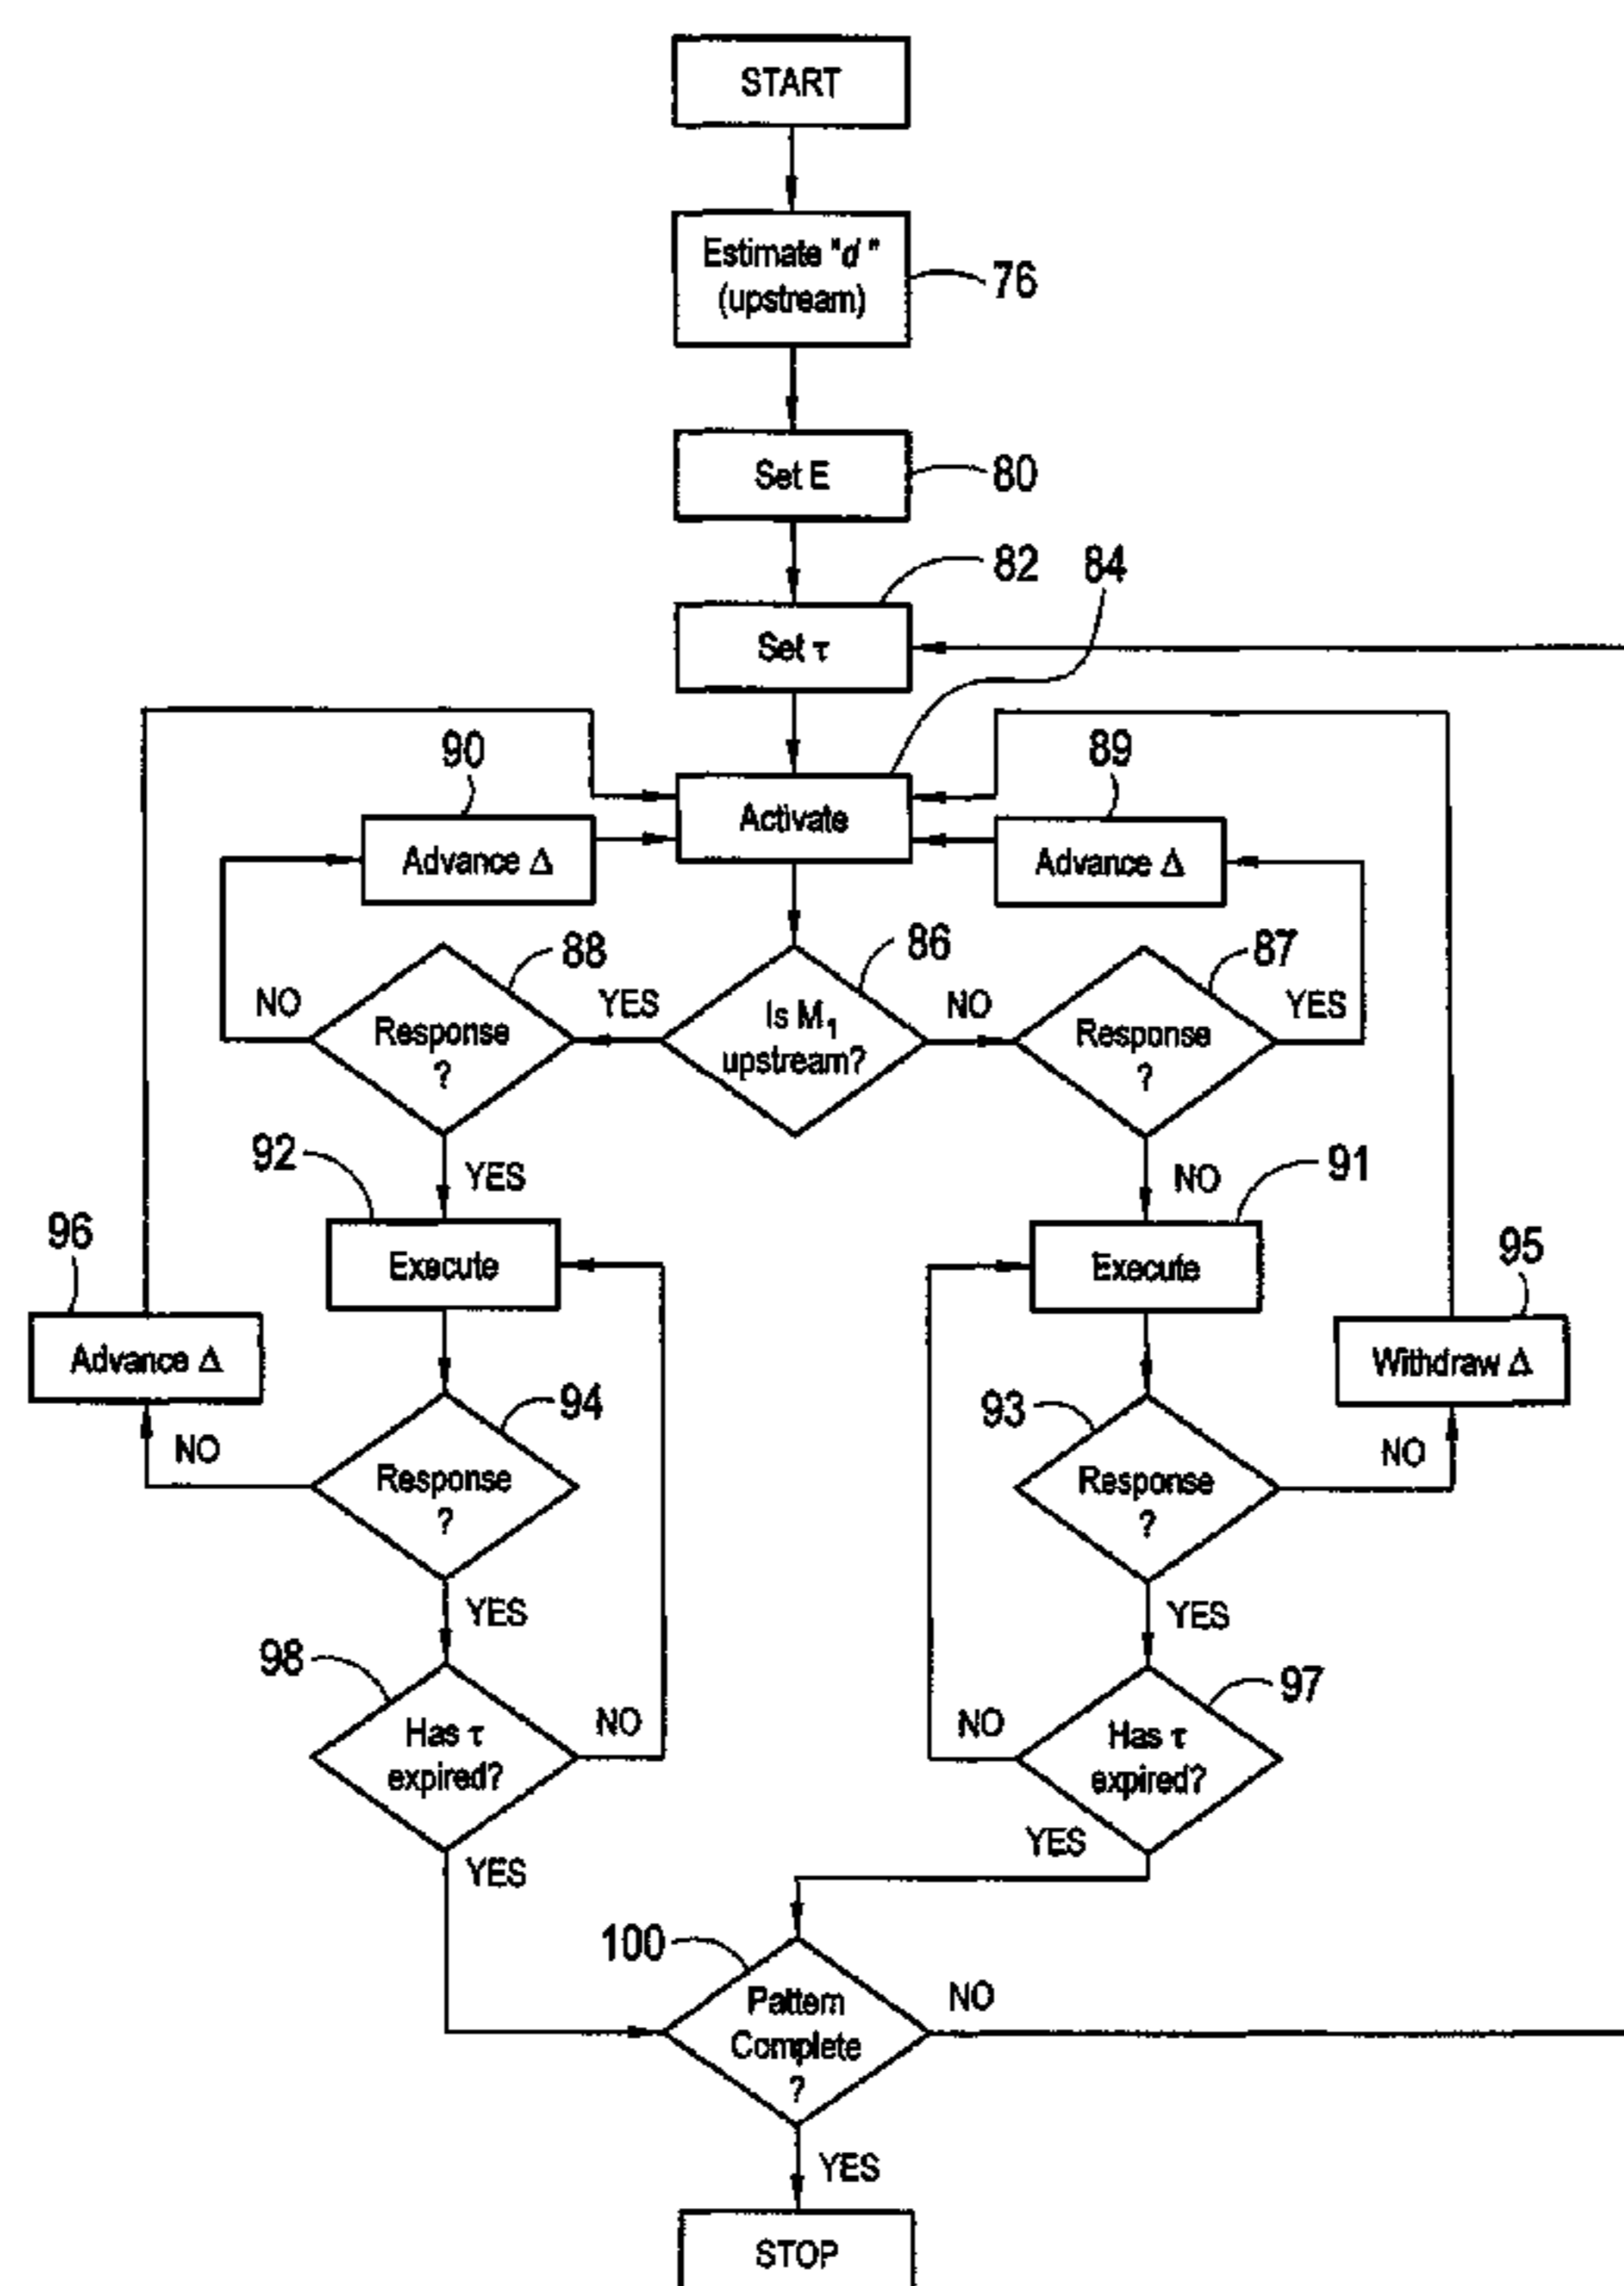 START
Estimate "d"
(upstream)
76
Set E
80
82
84
Set τ
90
89
Activate
Advance Δ
Advance Δ
88
86
87
NO
YES
NO
YES
Response
?
Is M1
upstream?
Response
?
92
YES
NO
91
96
Execute
Execute
95
Advance Δ
Withdraw Δ
94
93
NO
NO
Response
?
Response
?
YES
YES
98
97
NO
NO
Has τ
expired?
Has τ
expired?
YES
YES
100
NO
Pattern
Complete
?
YES
STOP